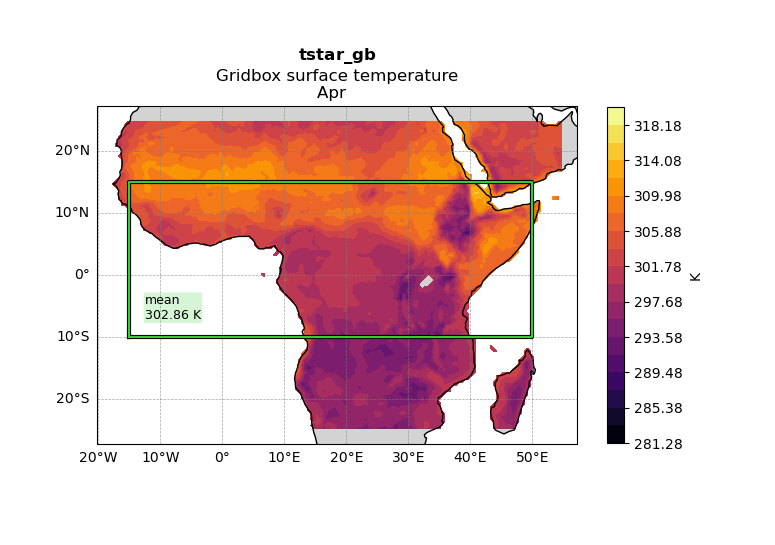 tstar_gb
Gridbox surface temperature
Apr
20°N
10°N
0°
10°S
20°S
20°W
10°W
0°
10°E
20°E
30°E
40°E
50°E
mean
302.86 K
318.18
314.08
309.98
305.88
301.78
297.68
293.58
289.48
285.38
281.28
K